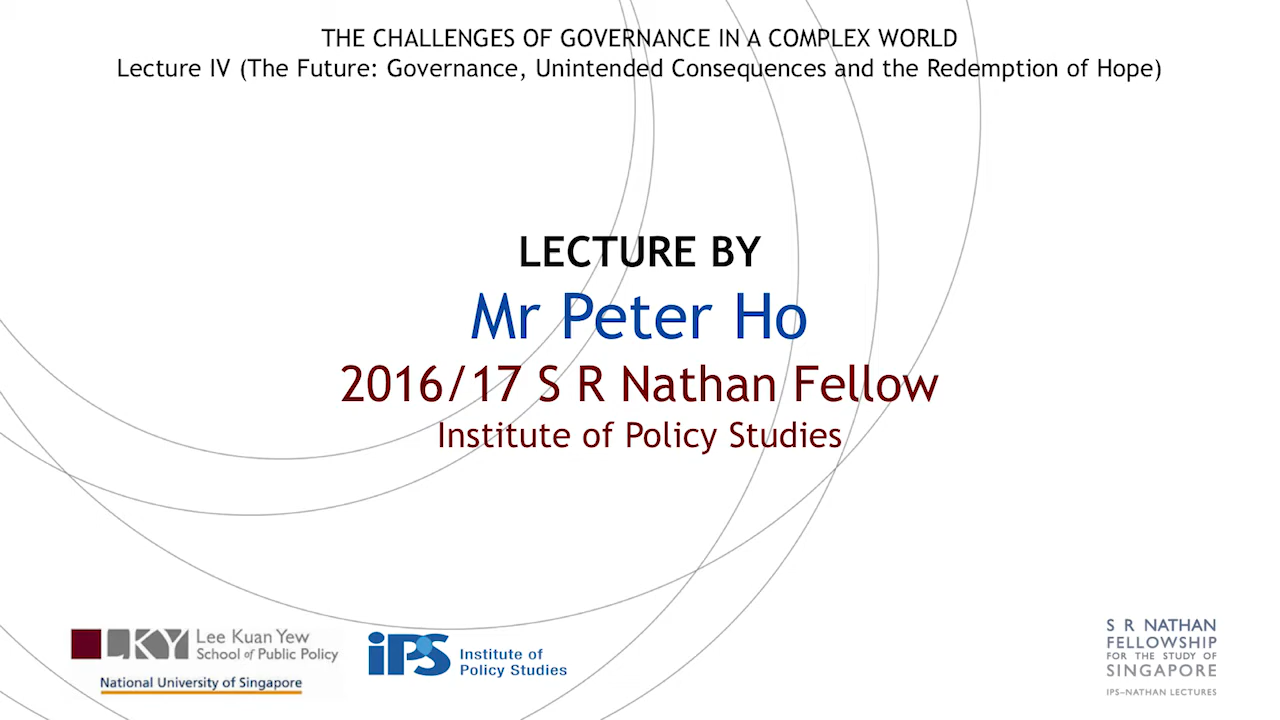 THE CHALLENGES OF GOVERNANCE IN A COMPLEX WORLD
Lecture IV (The Future: Governance, Unintended Consequences and the Redemption of Hope)
LECTURE BY
Mr Peter Ho
2016/17 S R Nathan Fellow
Institute of Policy Studies
LKY Lee Kuan Yew
School of Public Policy
National University of Singapore
iPS Institute of
Policy Studies
S R NATHAN
FELLOWSHIP
FOR THE STUDY OF
SINGAPORE
IPS–NATHAN LECTURES